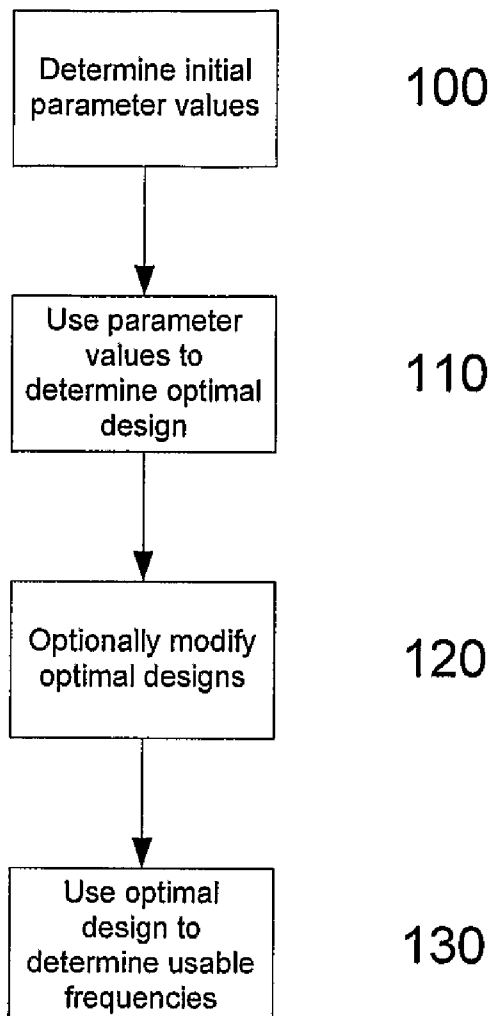 Determine initial
parameter values
100
Use parameter
values to
determine optimal
design
110
Optionally modify
optimal designs
120
Use optimal
design to
determine usable
frequencies
130